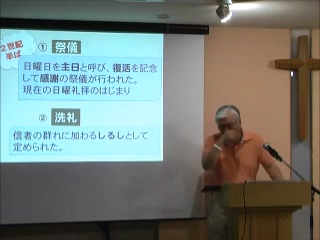 2世紀
半ば
① 祭儀
日曜日を主日と呼び、復活を記念
して感謝の祭儀が行われた。
現在の日曜礼拝のはじまり
② 洗礼
信者の群れに加わるしるしとして
定められた。